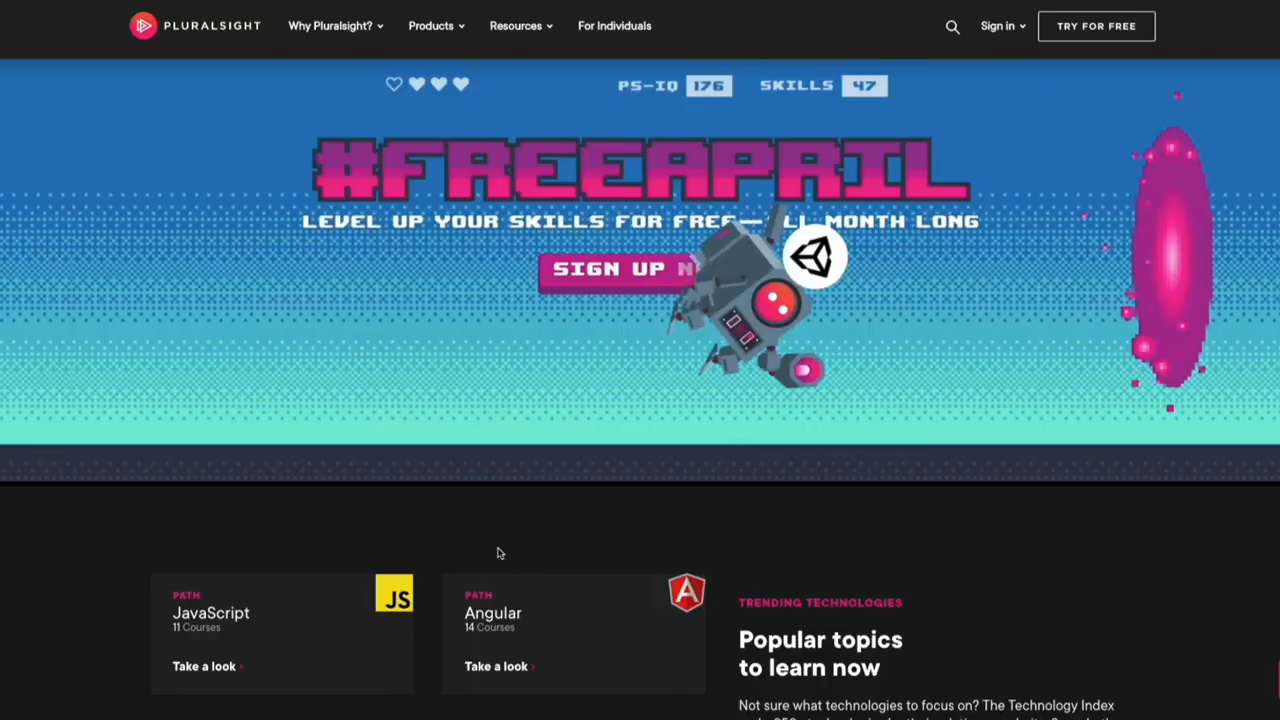 PLURALSIGHT Why Pluralsight? Products Resources For Individuals Sign in TRY FOR FREE
PS-IQ 176 SKILLS 47
#FREEAPRIL
LEVEL UP YOUR SKILLS FOR FREE— MONTH LONG
SIGN UP
PATH
JavaScript
11 Courses
Take a look
JS
PATH
Angular
14 Courses
Take a look
A
TRENDING TECHNOLOGIES
Popular topics
to learn now
Not sure what technologies to focus on? The Technology Index